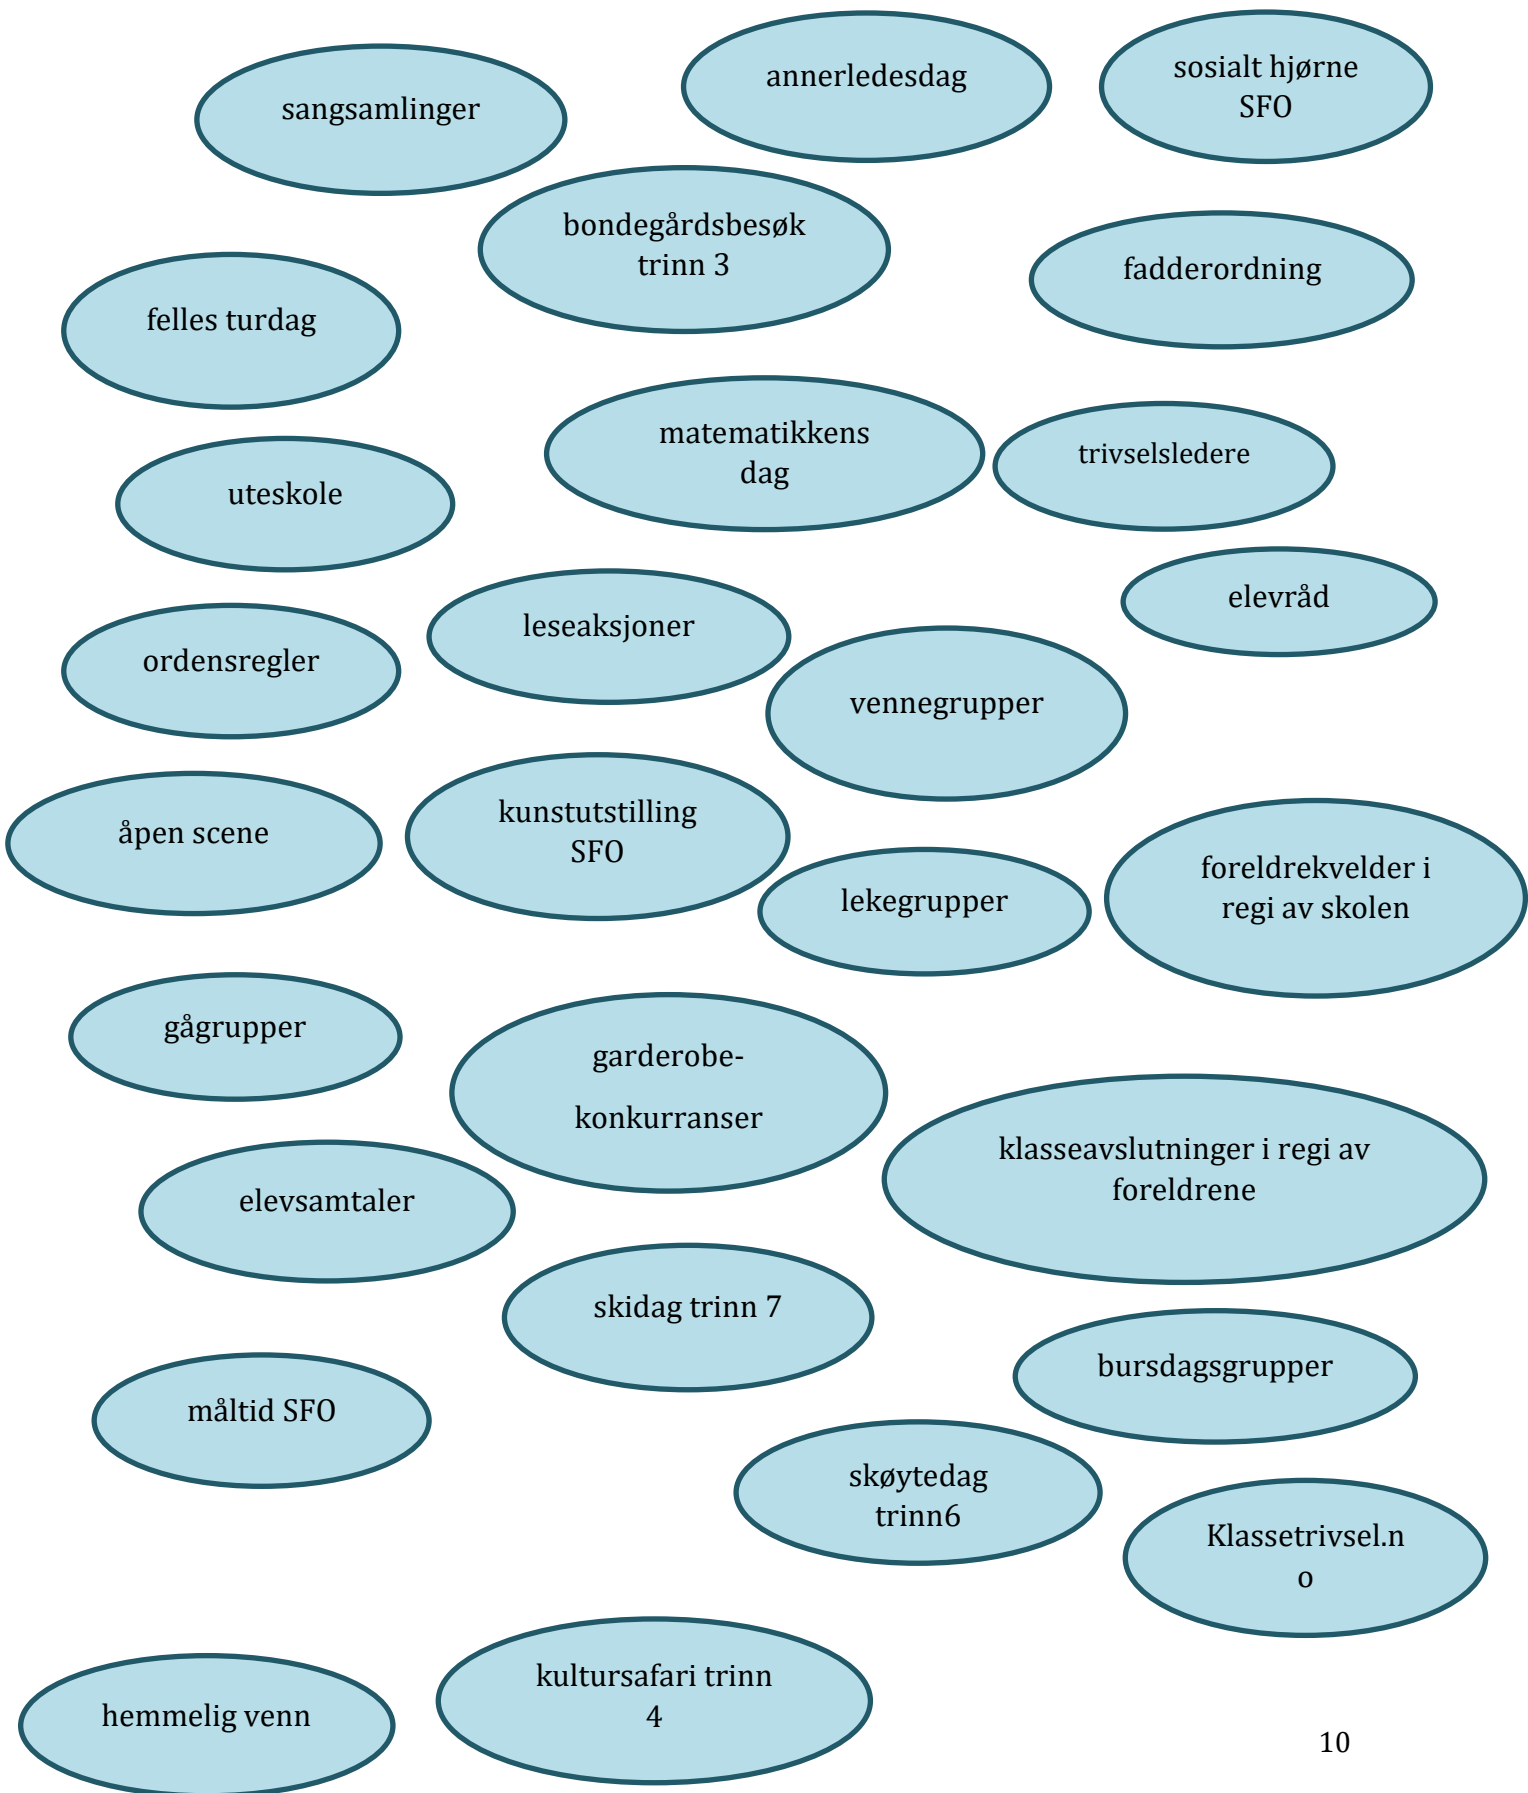 sangsamlinger
annerledesdag
sosialt hjørne
SFO
bondegårdsbesøk
trinn 3
fadderordning
felles turdag
matematikkens
dag
trivselsledere
uteskole
elevråd
leseaksjoner
ordensregler
vennegrupper
åpen scene
kunstutstilling
SFO
foreldrekvelder i
regi av skolen
lekegrupper
gågrupper
garderobe-
konkurranser
klasseavslutninger i regi av
foreldrene
elevsamtaler
skidag trinn 7
bursdagsgrupper
måltid SFO
skøytedag
trinn6
Klassetrivsel.n
o
kultursafari trinn
4
hemmelig venn
10